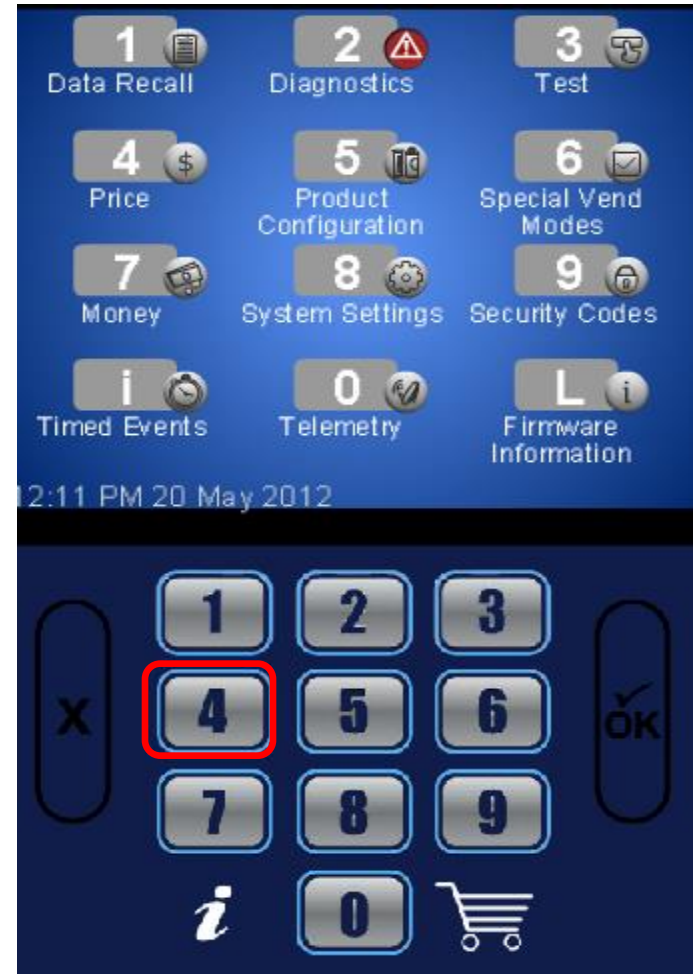 1 2 3
Data Recall Diagnostics Test
4 $ 5 6
Price Product Special Vend
Configuration Modes
7 8 9
Money System Settings Security Codes
i 0 L i
Timed Events Telemetry Firmware
Information
12:11 PM 20 May 2012
1 2 3
X 4 5 6 OK
7 8 9
i 0